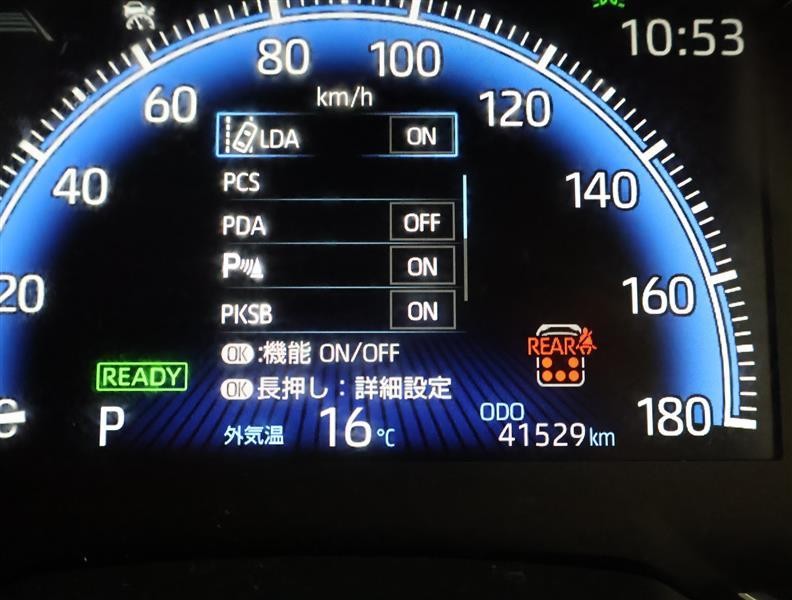 10:53
80
100
km/h
60
120
LDA ON
40
PCS
140
PDA OFF
20
P ON
160
PKSB ON
REAR
OK:機能 ON/OFF
READY
OK長押し：詳細設定
P
外気温 16℃
ODO
41529km
180